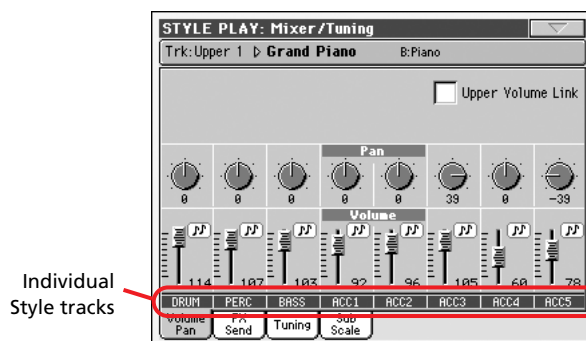 STYLE PLAY: Mixer/Tuning
Trk:Upper 1 ▷ Grand Piano B:Piano
Upper Volume Link
Pan
0 0 0 0 0 39 0 -39
Volume
114 107 103 92 96 105 60 78
Individual
Style tracks
DRUM PERC BASS ACC1 ACC2 ACC3 ACC4 ACC5
Volume
Pan
FX
Send
Tuning
Sub
Scale